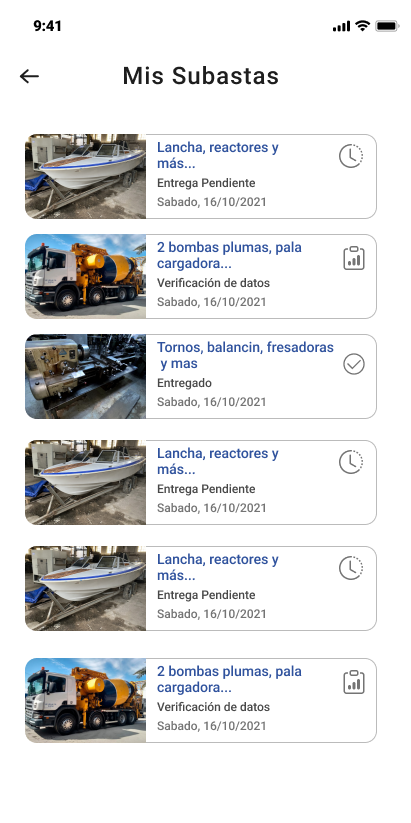 9:41
Mis Subastas
Lancha, reactores y
más...
Entrega Pendiente
Sabado, 16/10/2021
2 bombas plumas, pala
cargadora...
Verificación de datos
Sabado, 16/10/2021
Tornos, balancin, fresadoras
y mas
Entregado
Sabado, 16/10/2021
Lancha, reactores y
más...
Entrega Pendiente
Sabado, 16/10/2021
Lancha, reactores y
más...
Entrega Pendiente
Sabado, 16/10/2021
2 bombas plumas, pala
cargadora...
Verificación de datos
Sabado, 16/10/2021